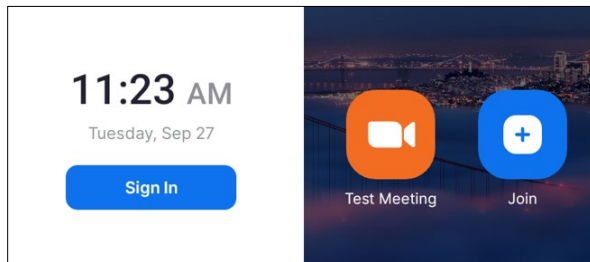 11:23 AM
Tuesday, Sep 27
Sign In
Test Meeting
Join